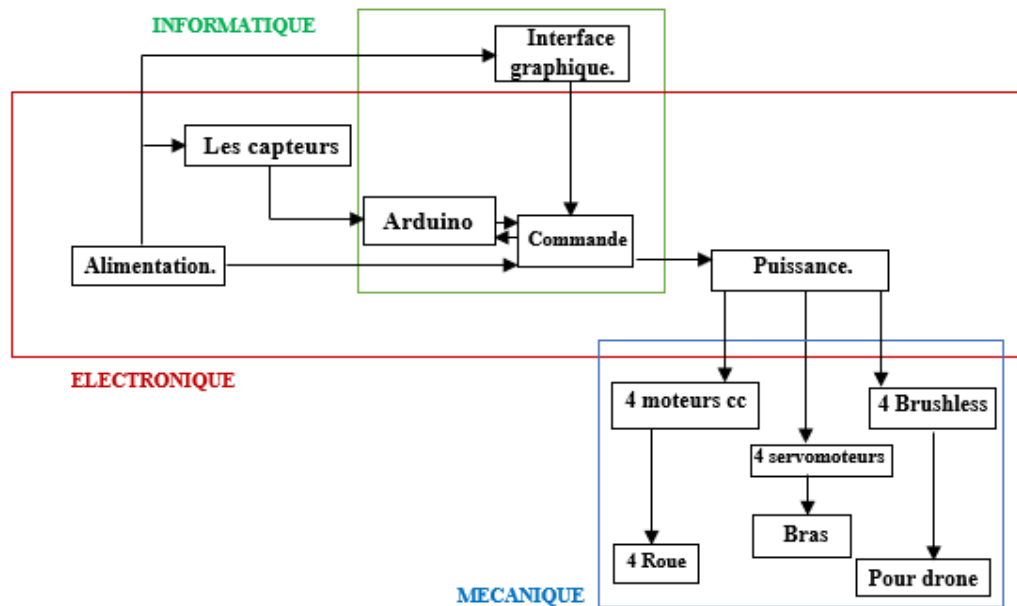 INFORMATIQUE
Interface
graphique.
Les capteurs
Arduino
Commande
Alimentation.
Puissance.
ELECTRONIQUE
4 moteurs cc
4 Brushless
4 servomoteurs
Bras
4 Roue
Pour drone
MECANIQUE